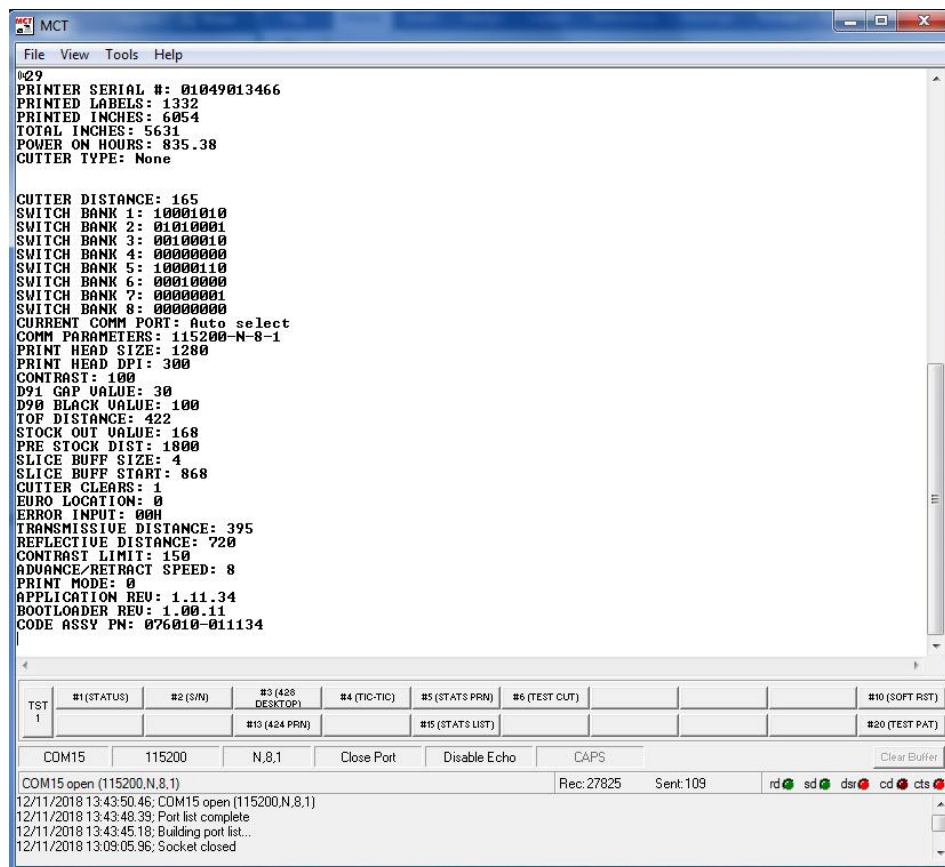 MCT
File View Tools Help
PRINTER SERIAL #: 01049013466
PRINTED LABELS: 1332
PRINTED INCHES: 6054
TOTAL INCHES: 5631
POWER ON HOURS: 835.38
CUTTER TYPE: None
CUTTER DISTANCE: 165
SWITCH BANK 1: 10001010
SWITCH BANK 2: 01010001
SWITCH BANK 3: 00100010
SWITCH BANK 4: 00000000
SWITCH BANK 5: 10000110
SWITCH BANK 6: 00010000
SWITCH BANK 7: 00000001
SWITCH BANK 8: 00000000
CURRENT COMM PORT: Auto select
COMM PARAMETERS: 115200-N-8-1
PRINT HEAD SIZE: 1280
PRINT HEAD DPI: 300
CONTRAST: 100
D91 GAP VALUE: 30
D90 BLACK VALUE: 100
TOF DISTANCE: 422
STOCK OUT VALUE: 168
PRE STOCK DIST: 1800
SLICE BUFF SIZE: 4
SLICE BUFF START: 868
CUTTER CLEARS: 1
EURO LOCATION: 0
ERROR INPUT: 00H
TRANSMISSIVE DISTANCE: 395
REFLECTIVE DISTANCE: 720
CONTRAST LIMIT: 150
ADVANCE/RETRACT SPEED: 8
PRINT MODE: 0
APPLICATION REV: 1.11.34
BOOTLOADER REV: 1.00.11
CODE ASSY PN: 076010-011134
TST 1
#1 (STATUS) #2 (S/N) #3 (428 DESKTOP) #4 (TIC-TIC) #5 (STATS PRN) #6 (TEST CUT) #10 (SOFT RST)
#13 (424 PRN) #15 (STATS LIST) #20 (TEST PAT)
COM15 115200 N,8,1 Close Port Disable Echo CAPS Clear Buffer
COM15 open (115200,N,8,1) Rec: 27825 Sent: 109 rd sd dsr cd cts
12/11/2018 13:43:50.46; COM15 open (115200,N,8,1)
12/11/2018 13:43:48.39; Port list complete
12/11/2018 13:43:45.18; Building port list...
12/11/2018 13:09:05.96; Socket closed